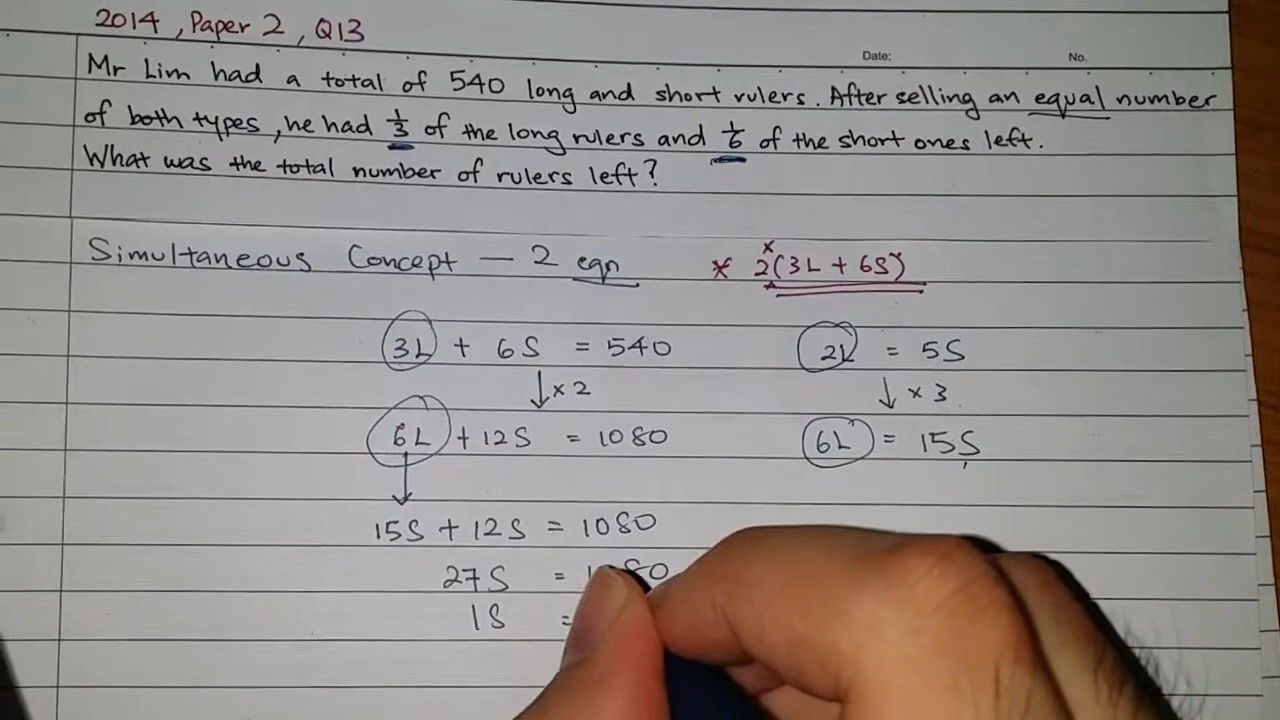 2014, Paper 2, Q13
Date: No.
Mr Lim had a total of 540 long and short rulers. After selling an equal number
of both types, he had 1/3 of the long rulers and 1/6 of the short ones left.
What was the total number of rulers left?
Simultaneous Concept — 2 eqn * 2(3L + 6S)
3L + 6S = 540 2L = 5S
↓ x 2 ↓ x 3
6L + 12S = 1080 6L = 15S
15S + 12S = 1080
27S = 1080
1S =